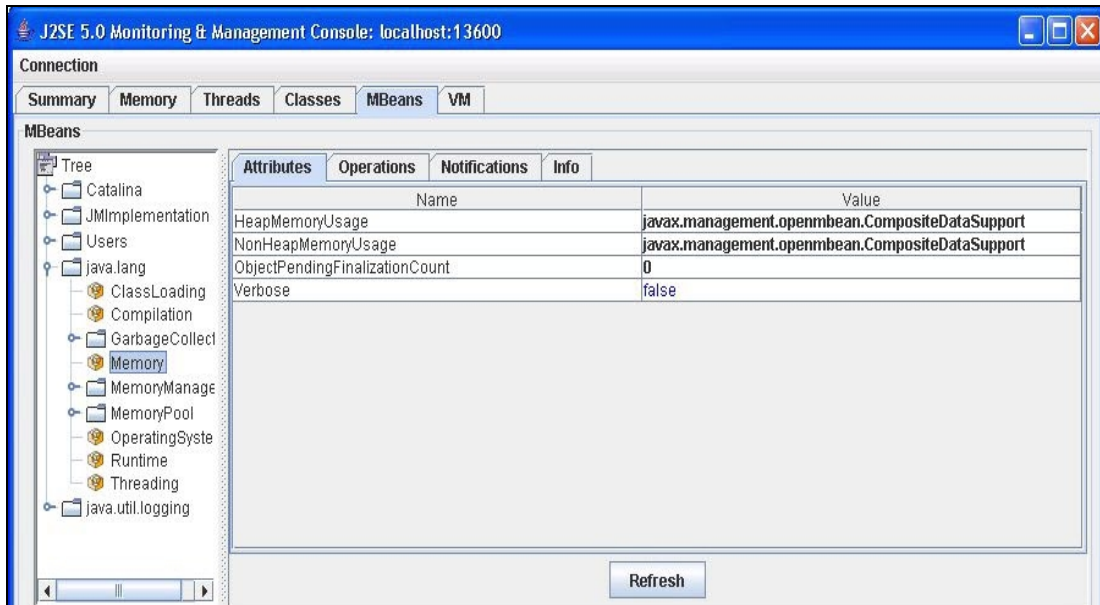 J2SE 5.0 Monitoring & Management Console: localhost:13600
Connection
Summary Memory Threads Classes MBeans VM
MBeans
Tree
Catalina
JMImplementation
Users
java.lang
ClassLoading
Compilation
GarbageCollect
Memory
MemoryManage
MemoryPool
OperatingSyste
Runtime
Threading
java.util.logging
Attributes Operations Notifications Info
Name Value
HeapMemoryUsage javax.management.openmbean.CompositeDataSupport
NonHeapMemoryUsage javax.management.openmbean.CompositeDataSupport
ObjectPendingFinalizationCount 0
Verbose false
Refresh